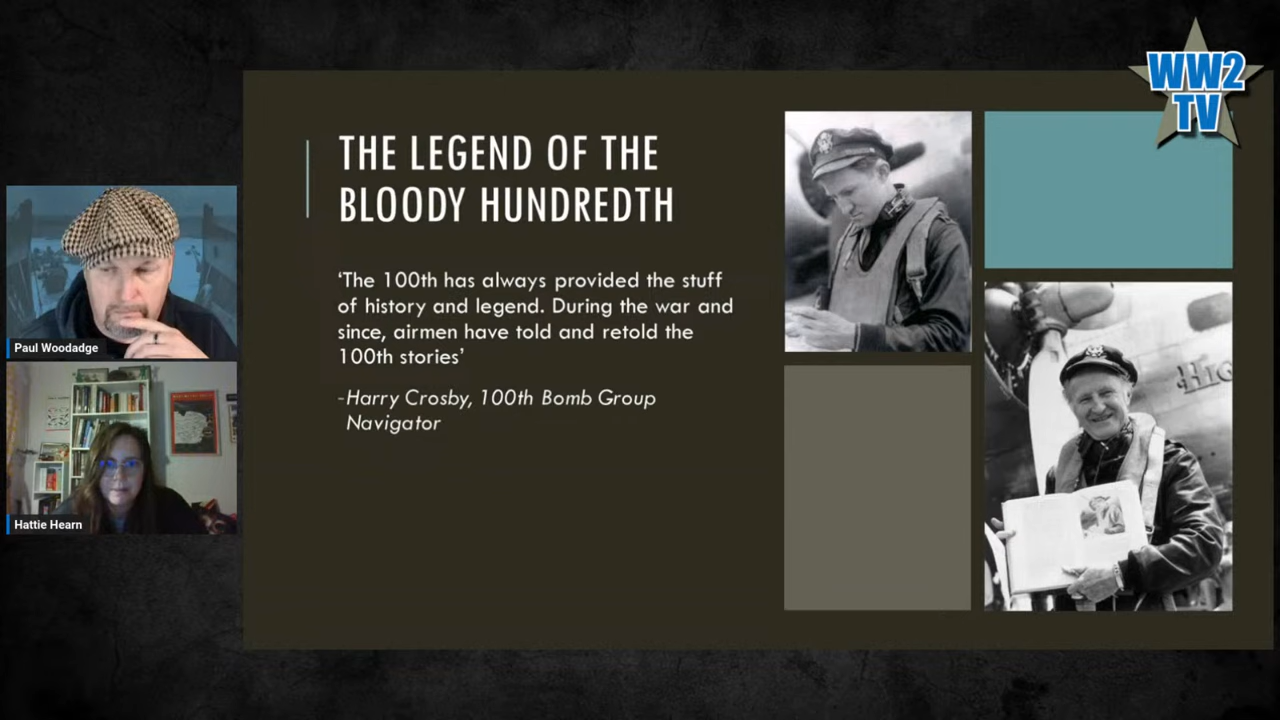 WW2
TV
THE LEGEND OF THE
BLOODY HUNDREDTH
‘The 100th has always provided the stuff
of history and legend. During the war and
since, airmen have told and retold the
100th stories’
-Harry Crosby, 100th Bomb Group
Navigator
Paul Woodadge
Hattie Hearn